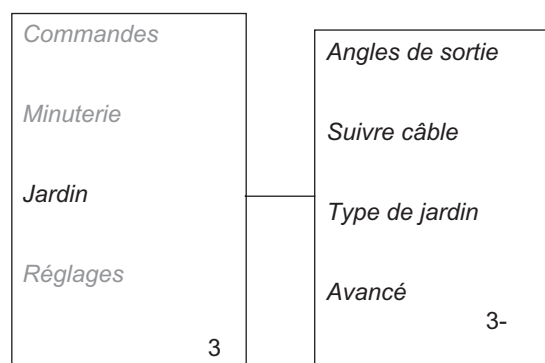 Commandes
Minuterie
Jardin
Réglages
3
Angles de sortie
Suivre câble
Type de jardin
Avancé
3-